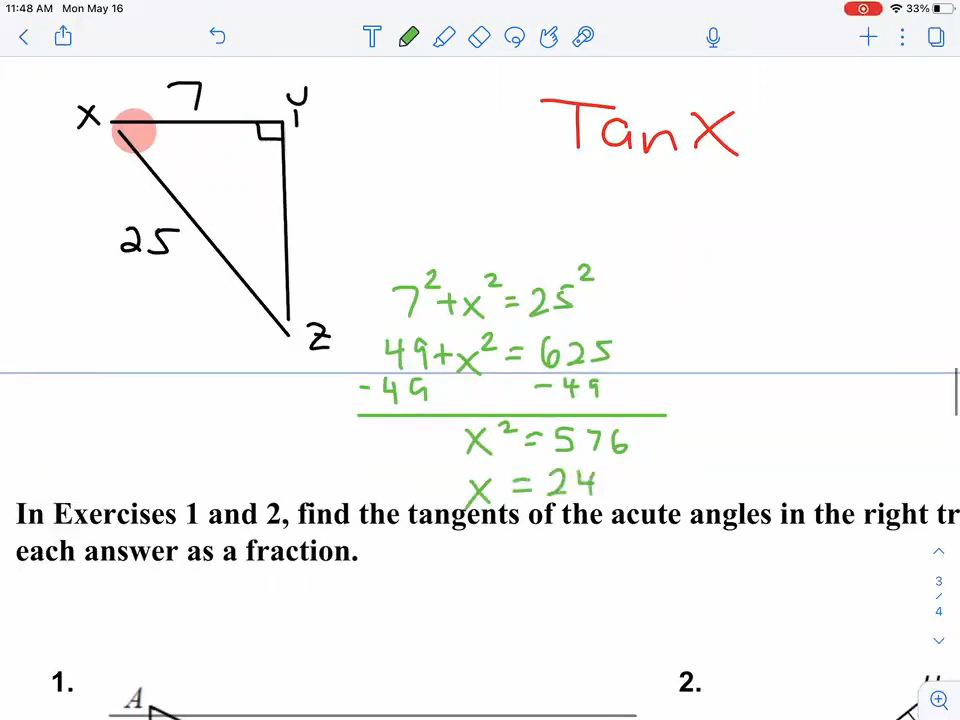 11:48 AM Mon May 16
33%
T
7
X
y
Tan X
25
Z
7² + x² = 25²
49 + x² = 625
-49 -49
x² = 576
x = 24
In Exercises 1 and 2, find the tangents of the acute angles in the right tr
each answer as a fraction.
3
/
4
1.
A
2.